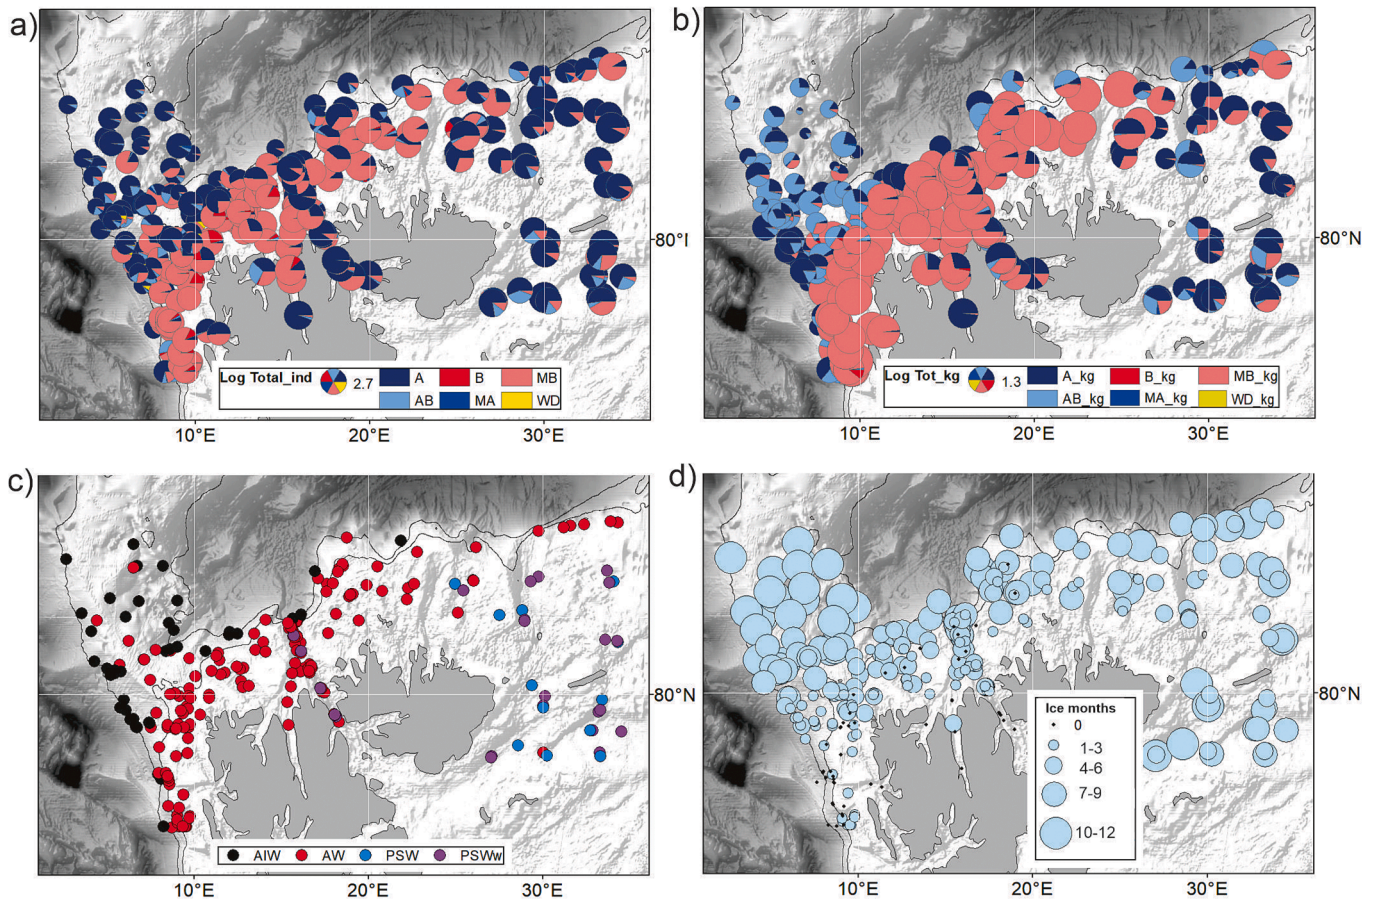 a)
80°I
Log Total_ind 2.7 A B MB
AB MA WD
10°E 20°E 30°E
b)
80°N
Log Tot_kg 1.3 A_kg B_kg MB_kg
AB_kg MA_kg WD_kg
10°E 20°E 30°E
c)
80°N
AIW AW PSW PSWw
10°E 20°E 30°E
d)
80°N
Ice months
0
1-3
4-6
7-9
10-12
10°E 20°E 30°E